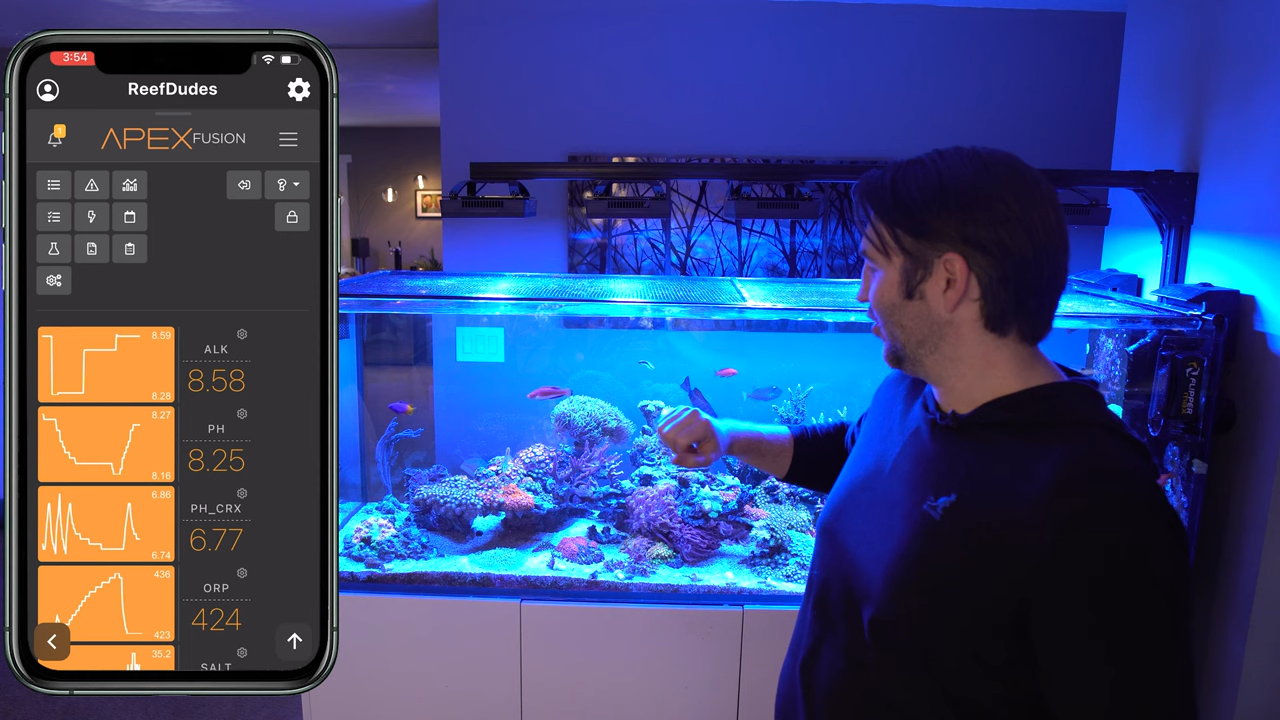 3:54
ReefDudes
1
APEX FUSION
8.59
ALK
8.58
8.28
8.27
PH
8.25
8.16
6.86
PH_CRX
6.77
6.74
436
ORP
424
423
35.2
SALT
FLIPPER
MAX